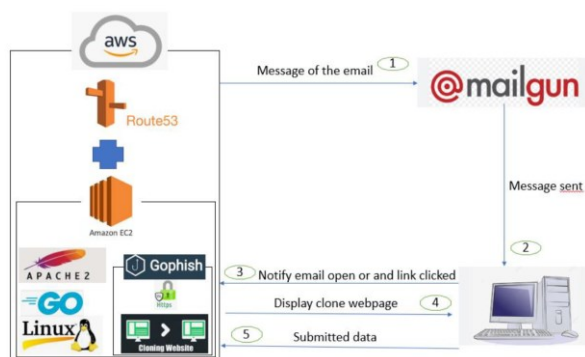 aws
Message of the email
1
@mailgun
Route53
Message sent
Amazon EC2
2
APACHE2
Gophish
3
Notify email open or and link clicked
GO
Https
Display clone webpage
4
Linux
5
Submitted data
Cloning Website